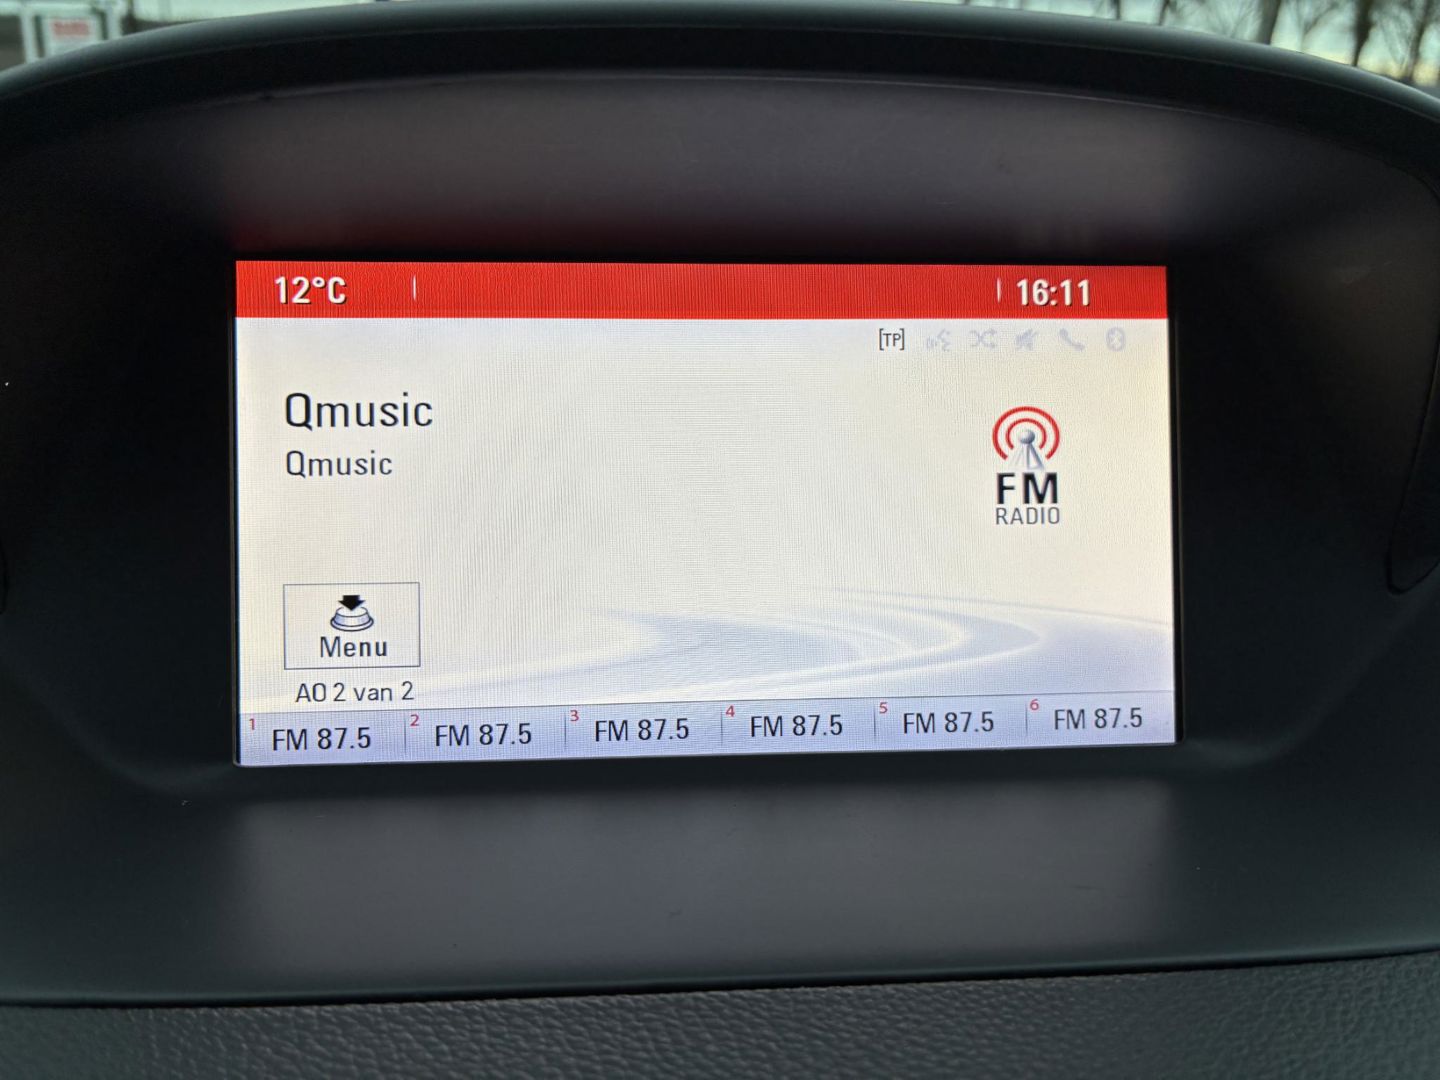 12°C
16:11
[TP]
Qmusic
Qmusic
FM
RADIO
Menu
AO 2 van 2
1 FM 87.5
2 FM 87.5
3 FM 87.5
4 FM 87.5
5 FM 87.5
6 FM 87.5